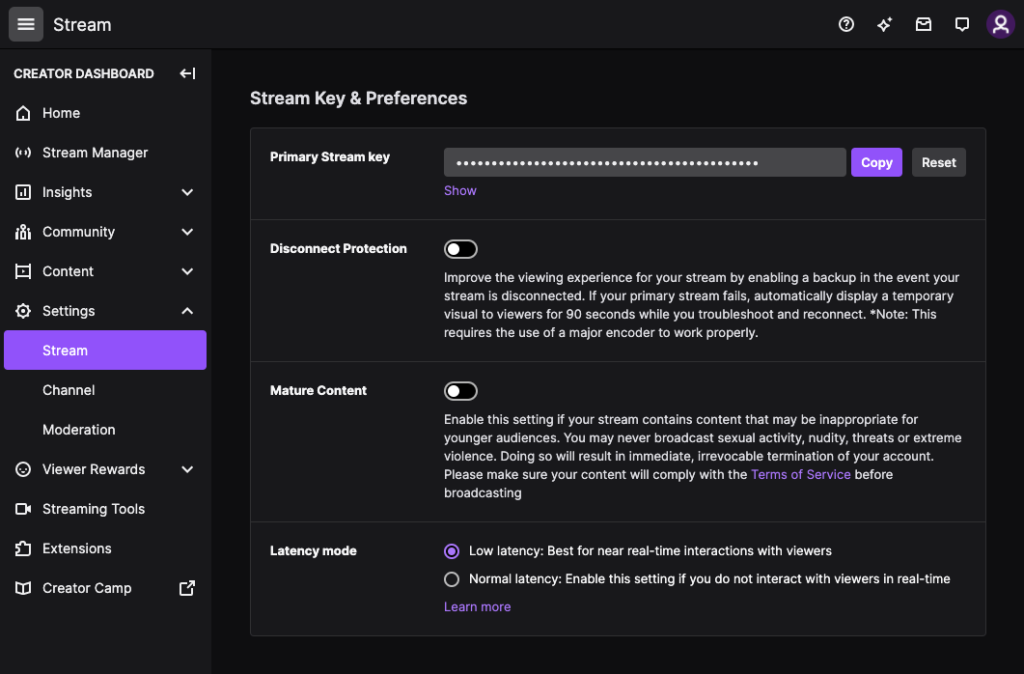 Stream
CREATOR DASHBOARD
Home
Stream Manager
Insights
Community
Content
Settings
Stream
Channel
Moderation
Viewer Rewards
Streaming Tools
Extensions
Creator Camp
Stream Key & Preferences
Primary Stream key
•••••••••••••••••••••••••••••••••••••••••••
Copy
Reset
Show
Disconnect Protection
Improve the viewing experience for your stream by enabling a backup in the event your
stream is disconnected. If your primary stream fails, automatically display a temporary
visual to viewers for 90 seconds while you troubleshoot and reconnect. *Note: This
requires the use of a major encoder to work properly.
Mature Content
Enable this setting if your stream contains content that may be inappropriate for
younger audiences. You may never broadcast sexual activity, nudity, threats or extreme
violence. Doing so will result in immediate, irrevocable termination of your account.
Please make sure your content will comply with the Terms of Service before
broadcasting
Latency mode
Low latency: Best for near real-time interactions with viewers
Normal latency: Enable this setting if you do not interact with viewers in real-time
Learn more